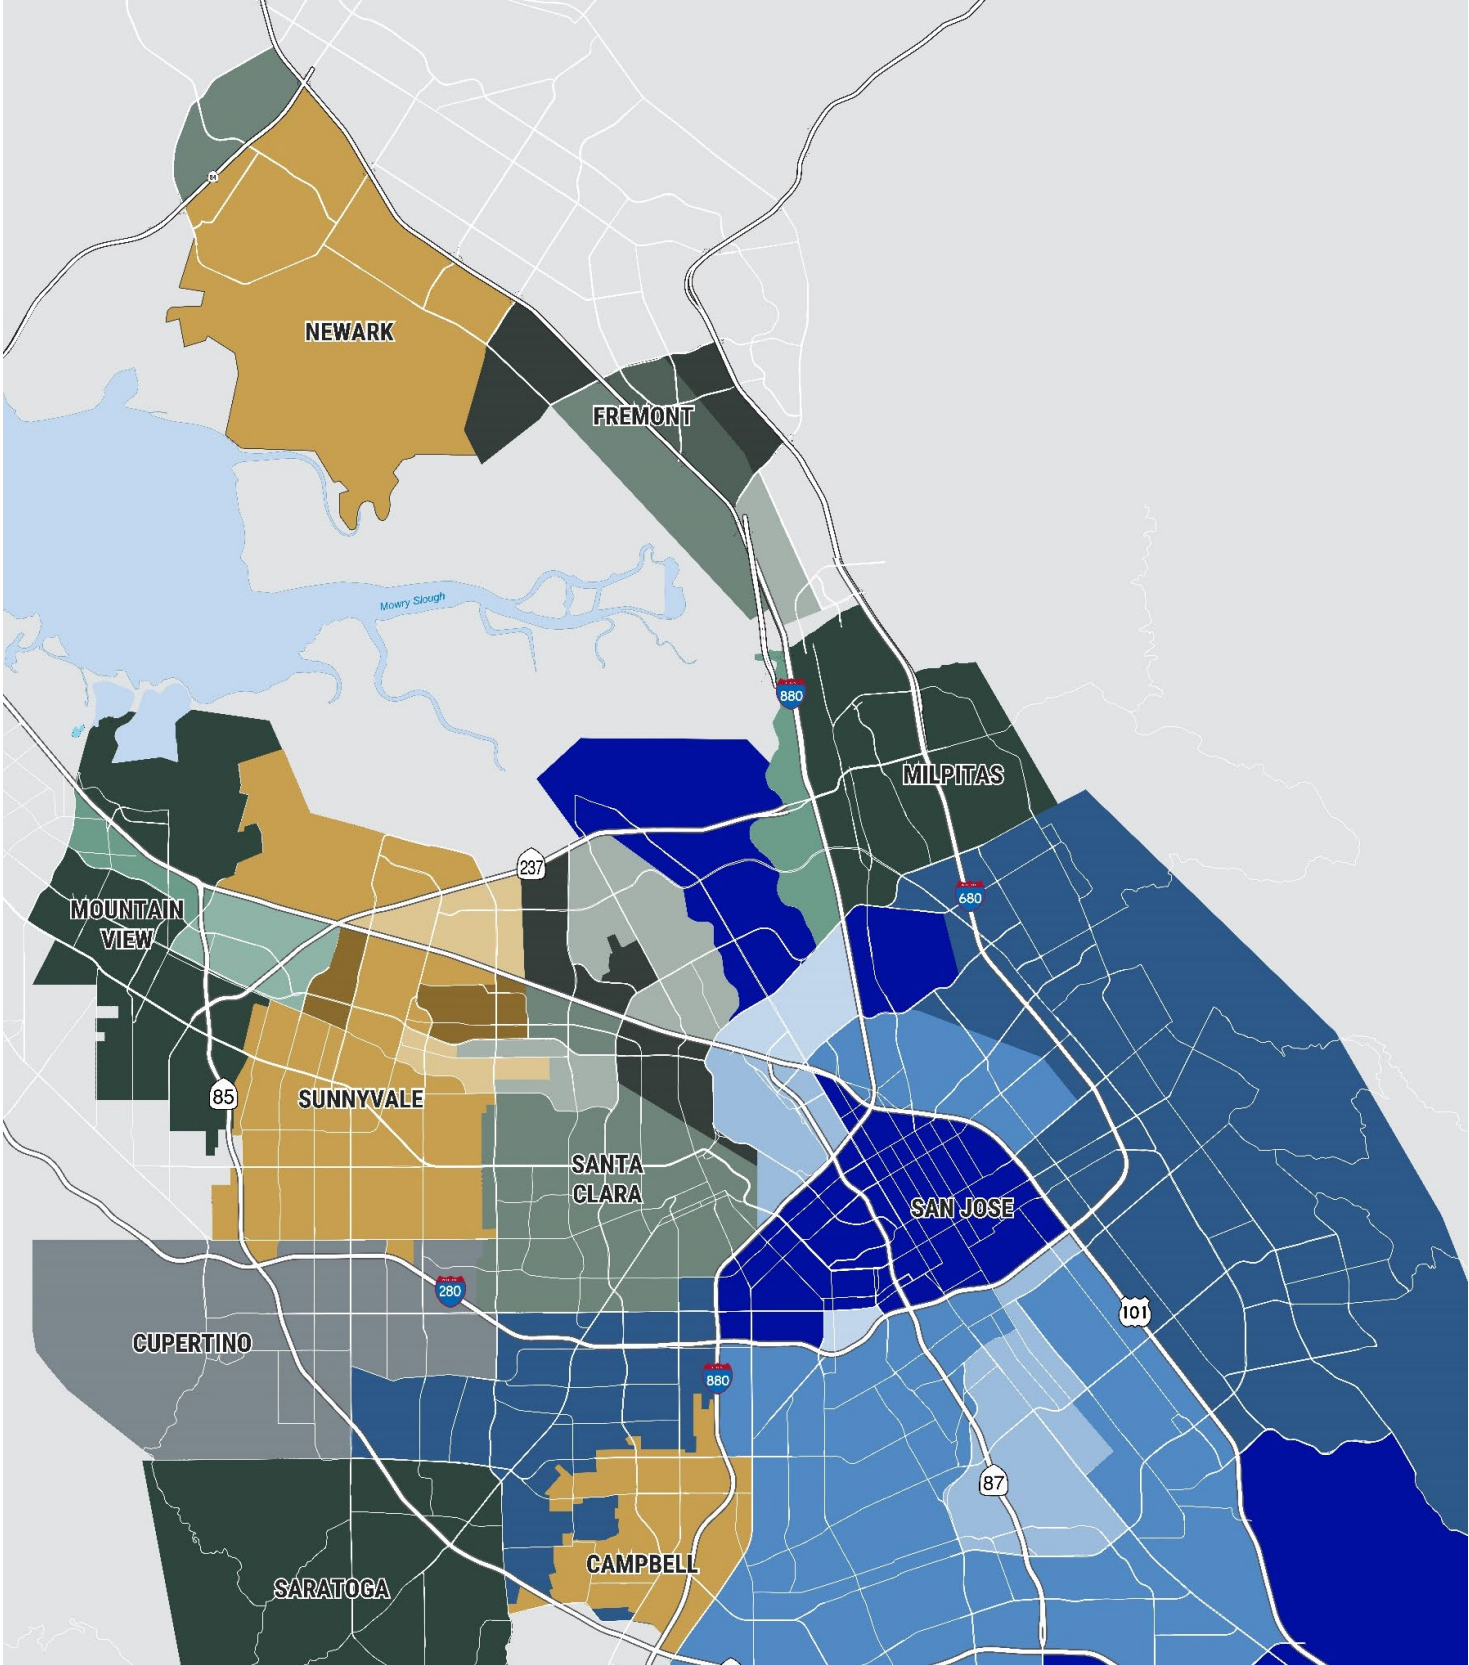 84
NEWARK
FREMONT
Mowry Slough
880
MILPITAS
237
680
MOUNTAIN
VIEW
85
SUNNYVALE
SANTA
CLARA
SAN JOSE
280
101
CUPERTINO
880
87
CAMPBELL
SARATOGA